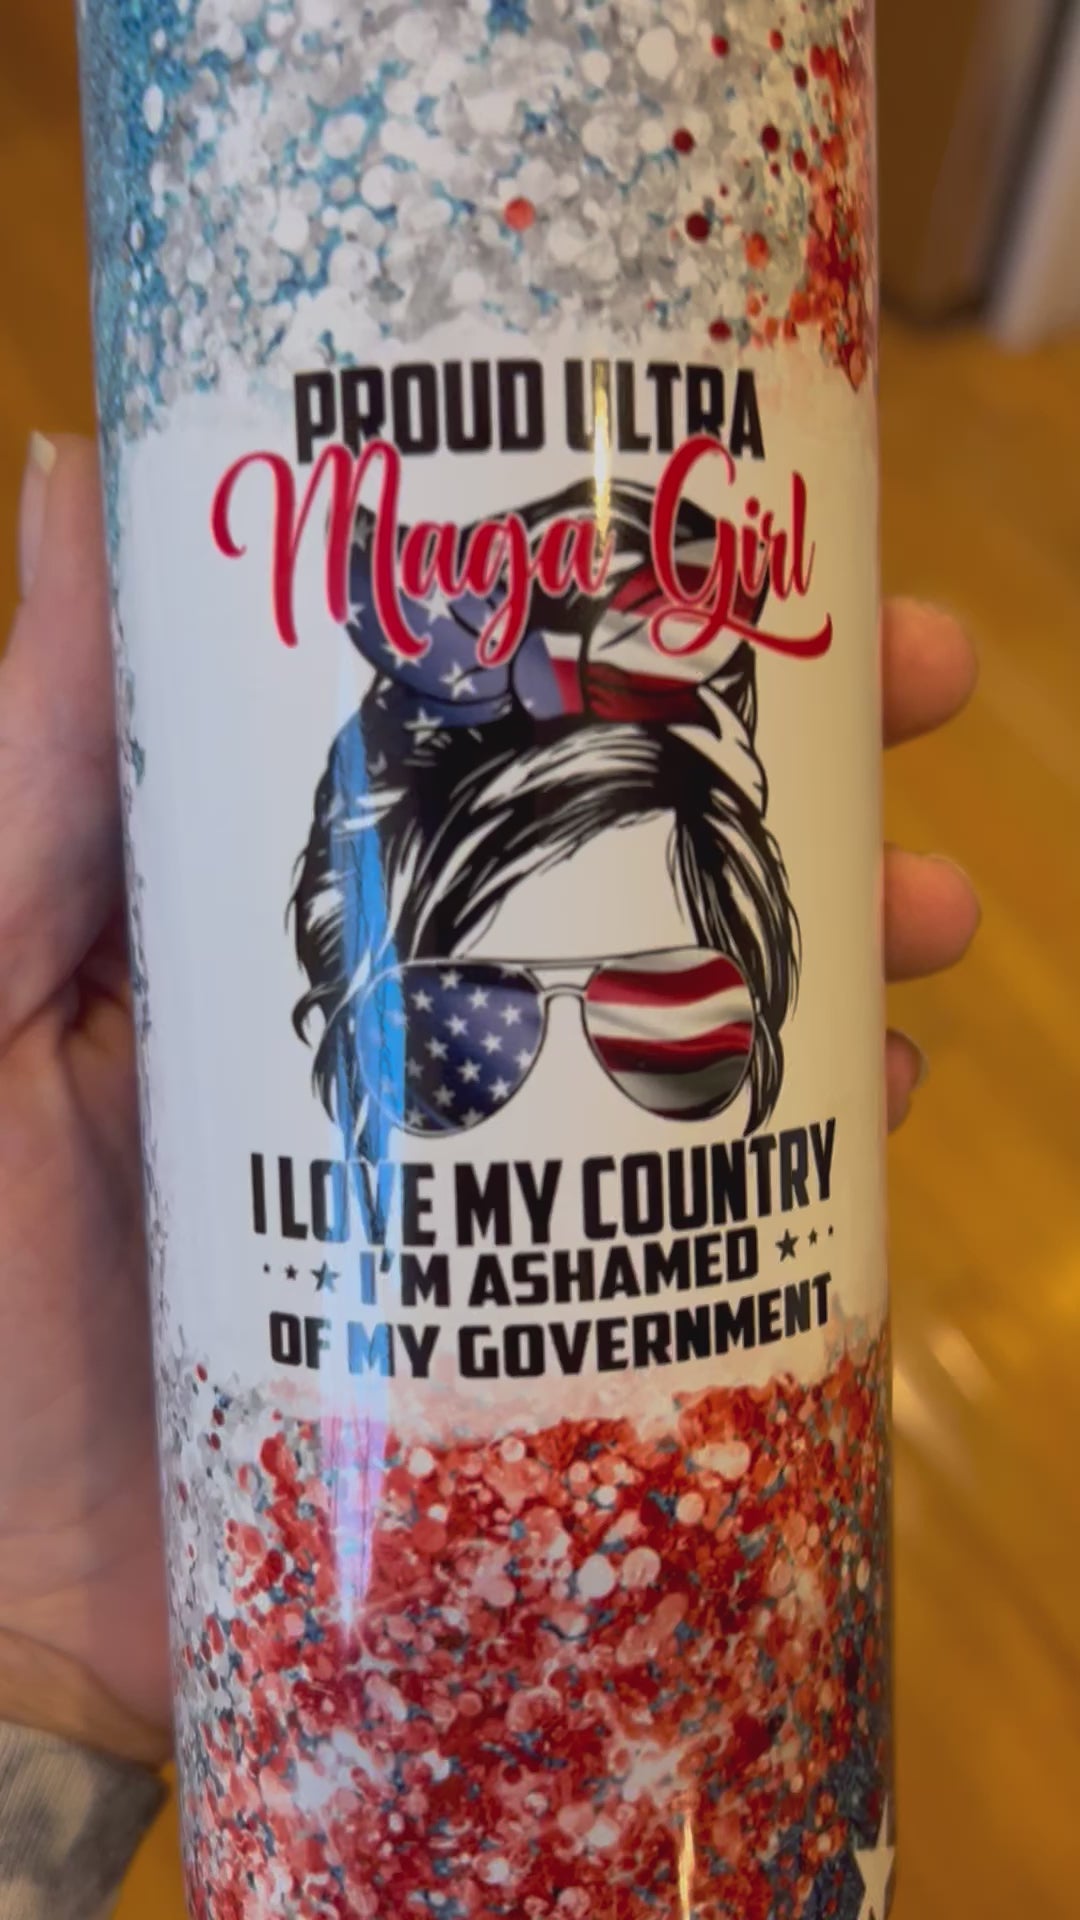 PROUD ULTRA
Maga Girl
I LOVE MY COUNTRY
I'M ASHAMED
OF MY GOVERNMENT